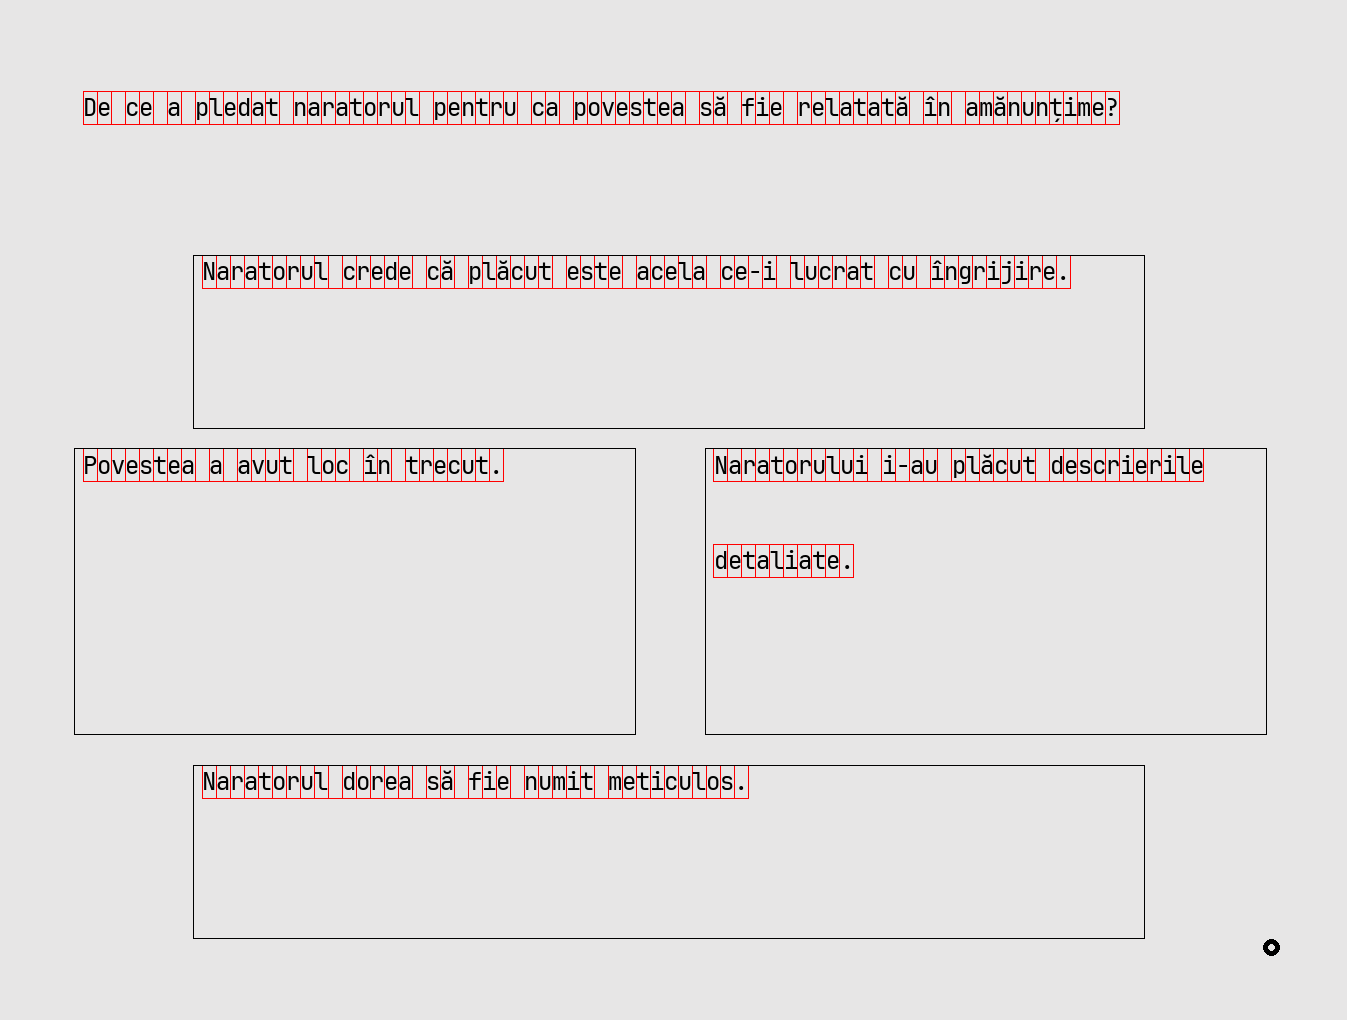 De ce a pledat naratorul pentru ca povestea să fie relatată în amănunțime?
Naratorul crede că plăcut este acela ce-i lucrat cu îngrijire.
Povestea a avut loc în trecut.
Naratorului i-au plăcut descrierile
detaliate.
Naratorul dorea să fie numit meticulos.